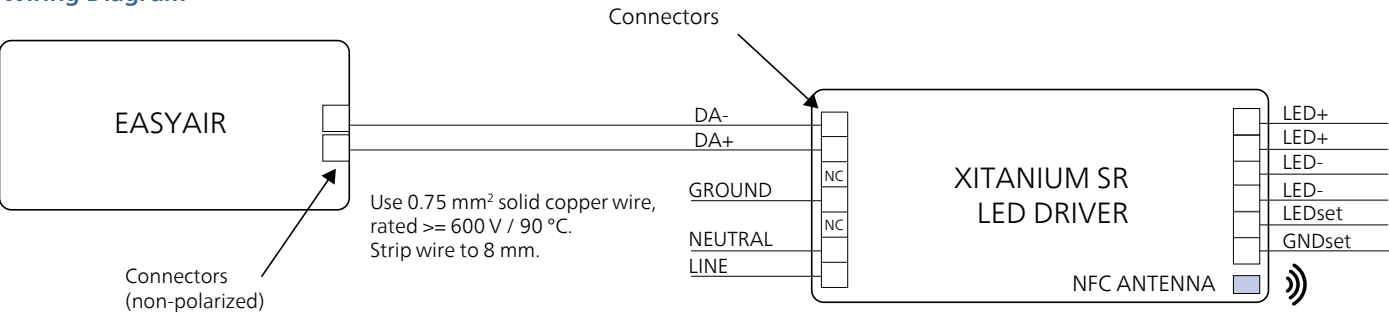 Wiring Diagram
Connectors
EASYAIR
DA-
DA+
NC
GROUND
NC
NEUTRAL
LINE
Use 0.75 mm² solid copper wire,
rated >= 600 V / 90 °C.
Strip wire to 8 mm.
Connectors
(non-polarized)
XITANIUM SR
LED DRIVER
NFC ANTENNA
LED+
LED+
LED-
LED-
LEDset
GNDset